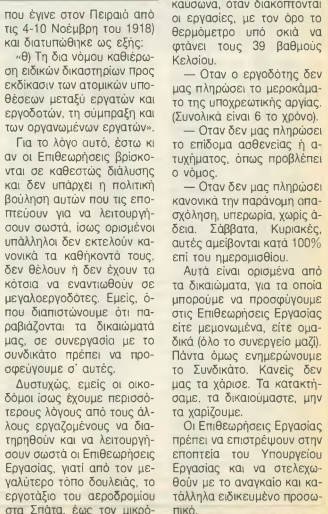 που έγινε στον Πειραιά από
τις 4-10 Νοέμβρη του 1918)
και διατυπώθηκε ως εξής:
«θ) Τη δια νόμου καθιέρω-
ση ειδικών δικαστηρίων προς
εκδίκασιν των ατομικών υπο-
θέσεων μεταξύ εργατών και
εργοδοτών, τη σύμπραξη και
των οργανωμένων εργατών».
Για το λόγο αυτό, έστω κι
αν οι Επιθεωρήσεις βρίσκο-
νται σε καθεστώς διάλυσης
και δεν υπάρχει η πολιτική
βούληση αυτών που τις επο-
πτεύουν για να λειτουργή-
σουν σωστά, ίσως ορισμένοι
υπάλληλοι δεν εκτελούν κα-
νονικά τα καθήκοντά τους,
δεν θέλουν ή δεν έχουν τα
κότσια να εναντιωθούν σε
μεγαλοεργοδότες. Εμείς, ό-
που διαπιστώνουμε ότι πα-
ραβιάζονται τα δικαιώματά
μας, σε συνεργασία με το
συνδικάτο πρέπει να προ-
σφεύγουμε σ' αυτές.
Δυστυχώς, εμείς οι οικο-
δόμοι ίσως έχουμε περισσό-
τερους λόγους από τους άλ-
λους εργαζομένους να δια-
τηρηθούν και να λειτουργή-
σουν σωστά οι Επιθεωρήσεις
Εργασίας, γιατί από τον με-
γαλύτερο τόπο δουλειάς, το
εργοτάξιο του αεροδρομίου
στα Σπάτα, έως τον μικρό-
καύσωνα, όταν διακόπτονται
οι εργασίες, με τον όρο το
θερμόμετρο υπό σκιά να
φτάνει τους 39 βαθμούς
Κελσίου.
— Οταν ο εργοδότης δεν
μας πληρώσει το μεροκάμα-
το της υποχρεωτικής αργίας.
(Συνολικά είναι 6 το χρόνο).
— Οταν δεν μας πληρώσει
το επίδομα ασθενείας ή α-
τυχήματος, όπως προβλέπει
ο νόμος.
— Οταν δεν μας πληρώσει
κανονικά την παράνομη απα-
σχόληση, υπερωρία, χωρίς ά-
δεια. Σάββατα, Κυριακές,
αυτές αμείβονται κατά 100%
επί του ημερομισθίου.
Αυτά είναι ορισμένα από
τα δικαιώματα, για τα οποία
μπορούμε να προσφύγουμε
στις Επιθεωρήσεις Εργασίας
είτε μεμονωμένα, είτε ομα-
δικά (όλο το συνεργείο μαζί).
Πάντα όμως ενημερώνουμε
το Συνδικάτο. Κανείς δεν
μας τα χάρισε. Τα κατακτή-
σαμε, τα δικαιούμαστε, μην
τα χαρίζουμε.
Οι Επιθεωρήσεις Εργασίας
πρέπει να επιστρέψουν στην
εποπτεία του Υπουργείου
Εργασίας και να στελεχω-
θούν με το αναγκαίο και κα-
τάλληλα ειδικευμένο προσω-
πικό.